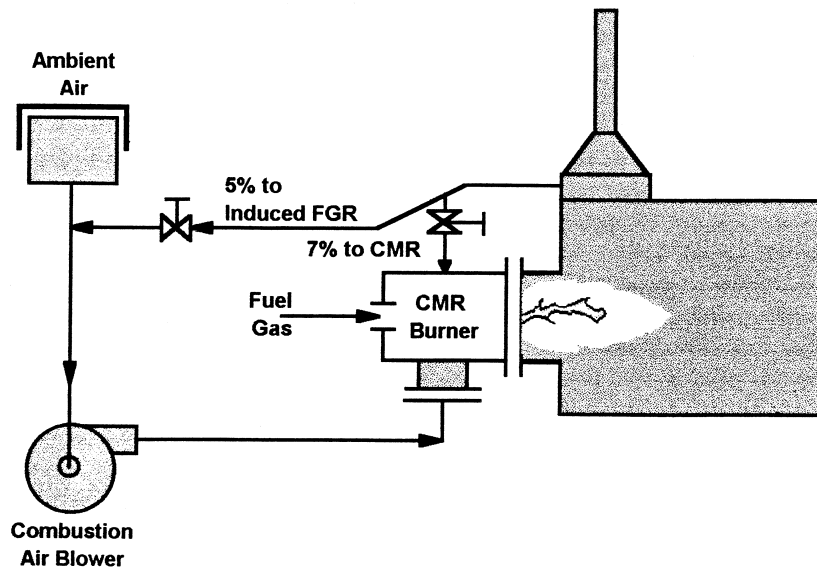 Ambient
Air
5% to
Induced FGR
7% to CMR
Fuel
Gas
CMR
Burner
Combustion
Air Blower